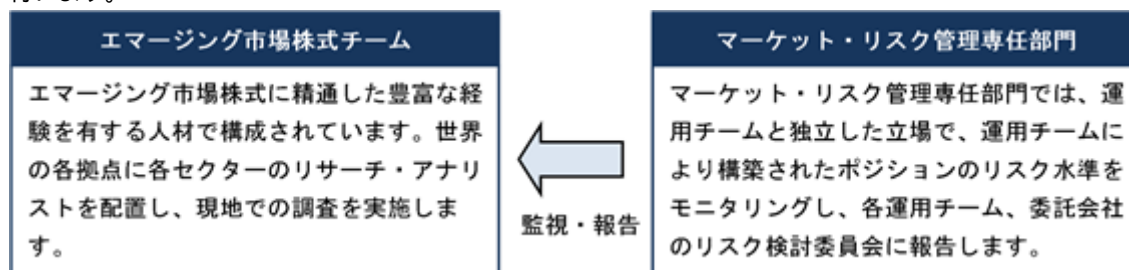 行います。
エマージング市場株式チーム
エマージング市場株式に精通した豊富な経
験を有する人材で構成されています。世界
の各拠点に各セクターのリサーチ・アナリ
ストを配置し、現地での調査を実施しま
す。
監視・報告
マーケット・リスク管理専任部門
マーケット・リスク管理専任部門では、運
用チームと独立した立場で、運用チームに
より構築されたポジションのリスク水準を
モニタリングし、各運用チーム、委託会社
のリスク検討委員会に報告します。